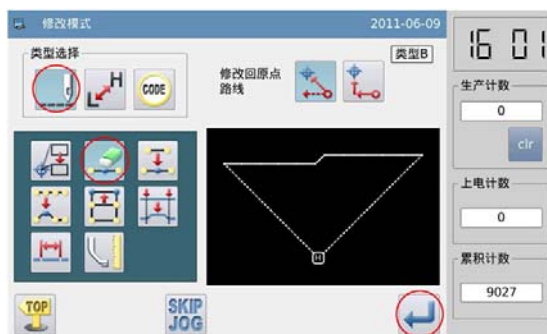 修改模式 2011-06-09
类型选择
类型B
L H CODE
修改回原点
路线
H
TOP
SKIP
JOG
16 01
生产计数
0
clr
上电计数
0
累积计数
9027